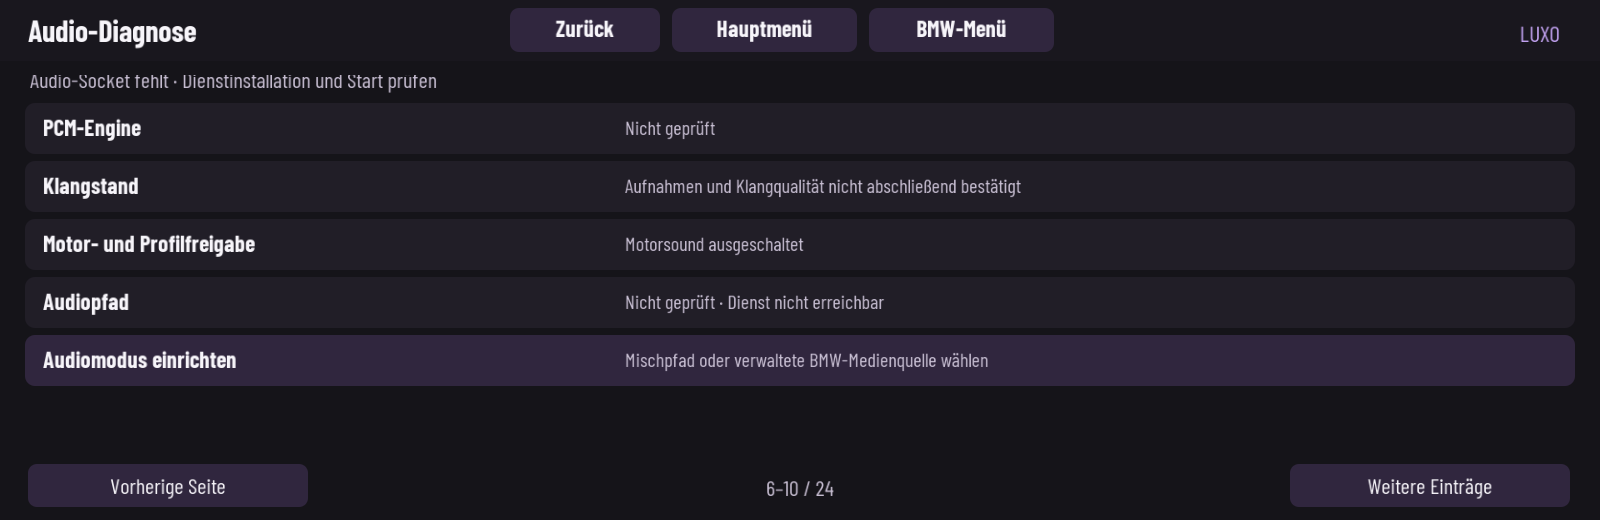 Audio-Diagnose
Zurück
Hauptmenü
BMW-Menü
LUXO
Audio-Socket fehlt · Dienstinstallation und Start prüfen
PCM-Engine
Nicht geprüft
Klangstand
Aufnahmen und Klangqualität nicht abschließend bestätigt
Motor- und Profilfreigabe
Motorsound ausgeschaltet
Audiopfad
Nicht geprüft · Dienst nicht erreichbar
Audiomodus einrichten
Mischpfad oder verwaltete BMW-Medienquelle wählen
Vorherige Seite
6–10 / 24
Weitere Einträge